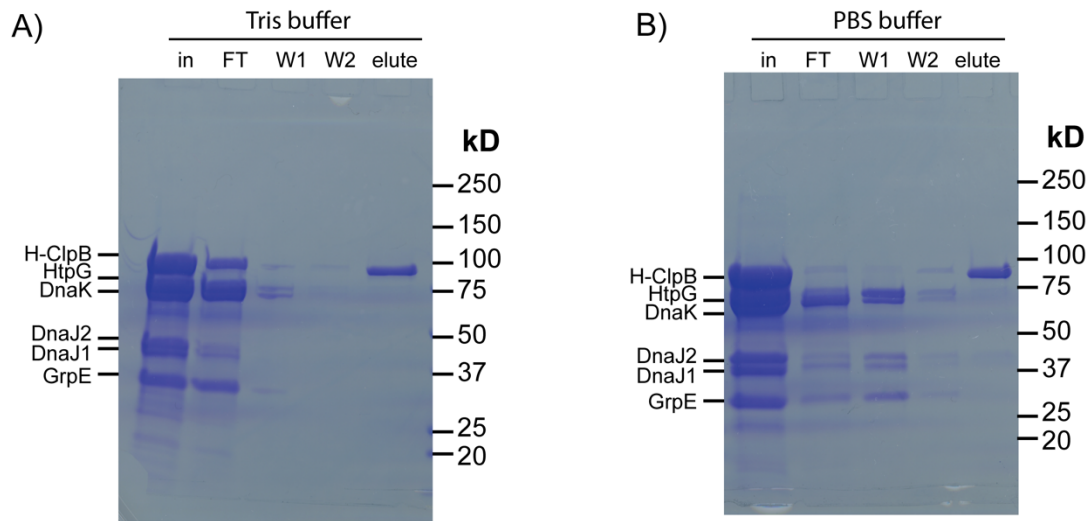 A)
Tris buffer
in FT W1 W2 elute
kD
250
150
100
75
50
37
25
20
H-ClpB
HtpG
DnaK
DnaJ2
DnaJ1
GrpE
B)
PBS buffer
in FT W1 W2 elute
kD
250
150
100
75
50
37
25
20
H-ClpB
HtpG
DnaK
DnaJ2
DnaJ1
GrpE